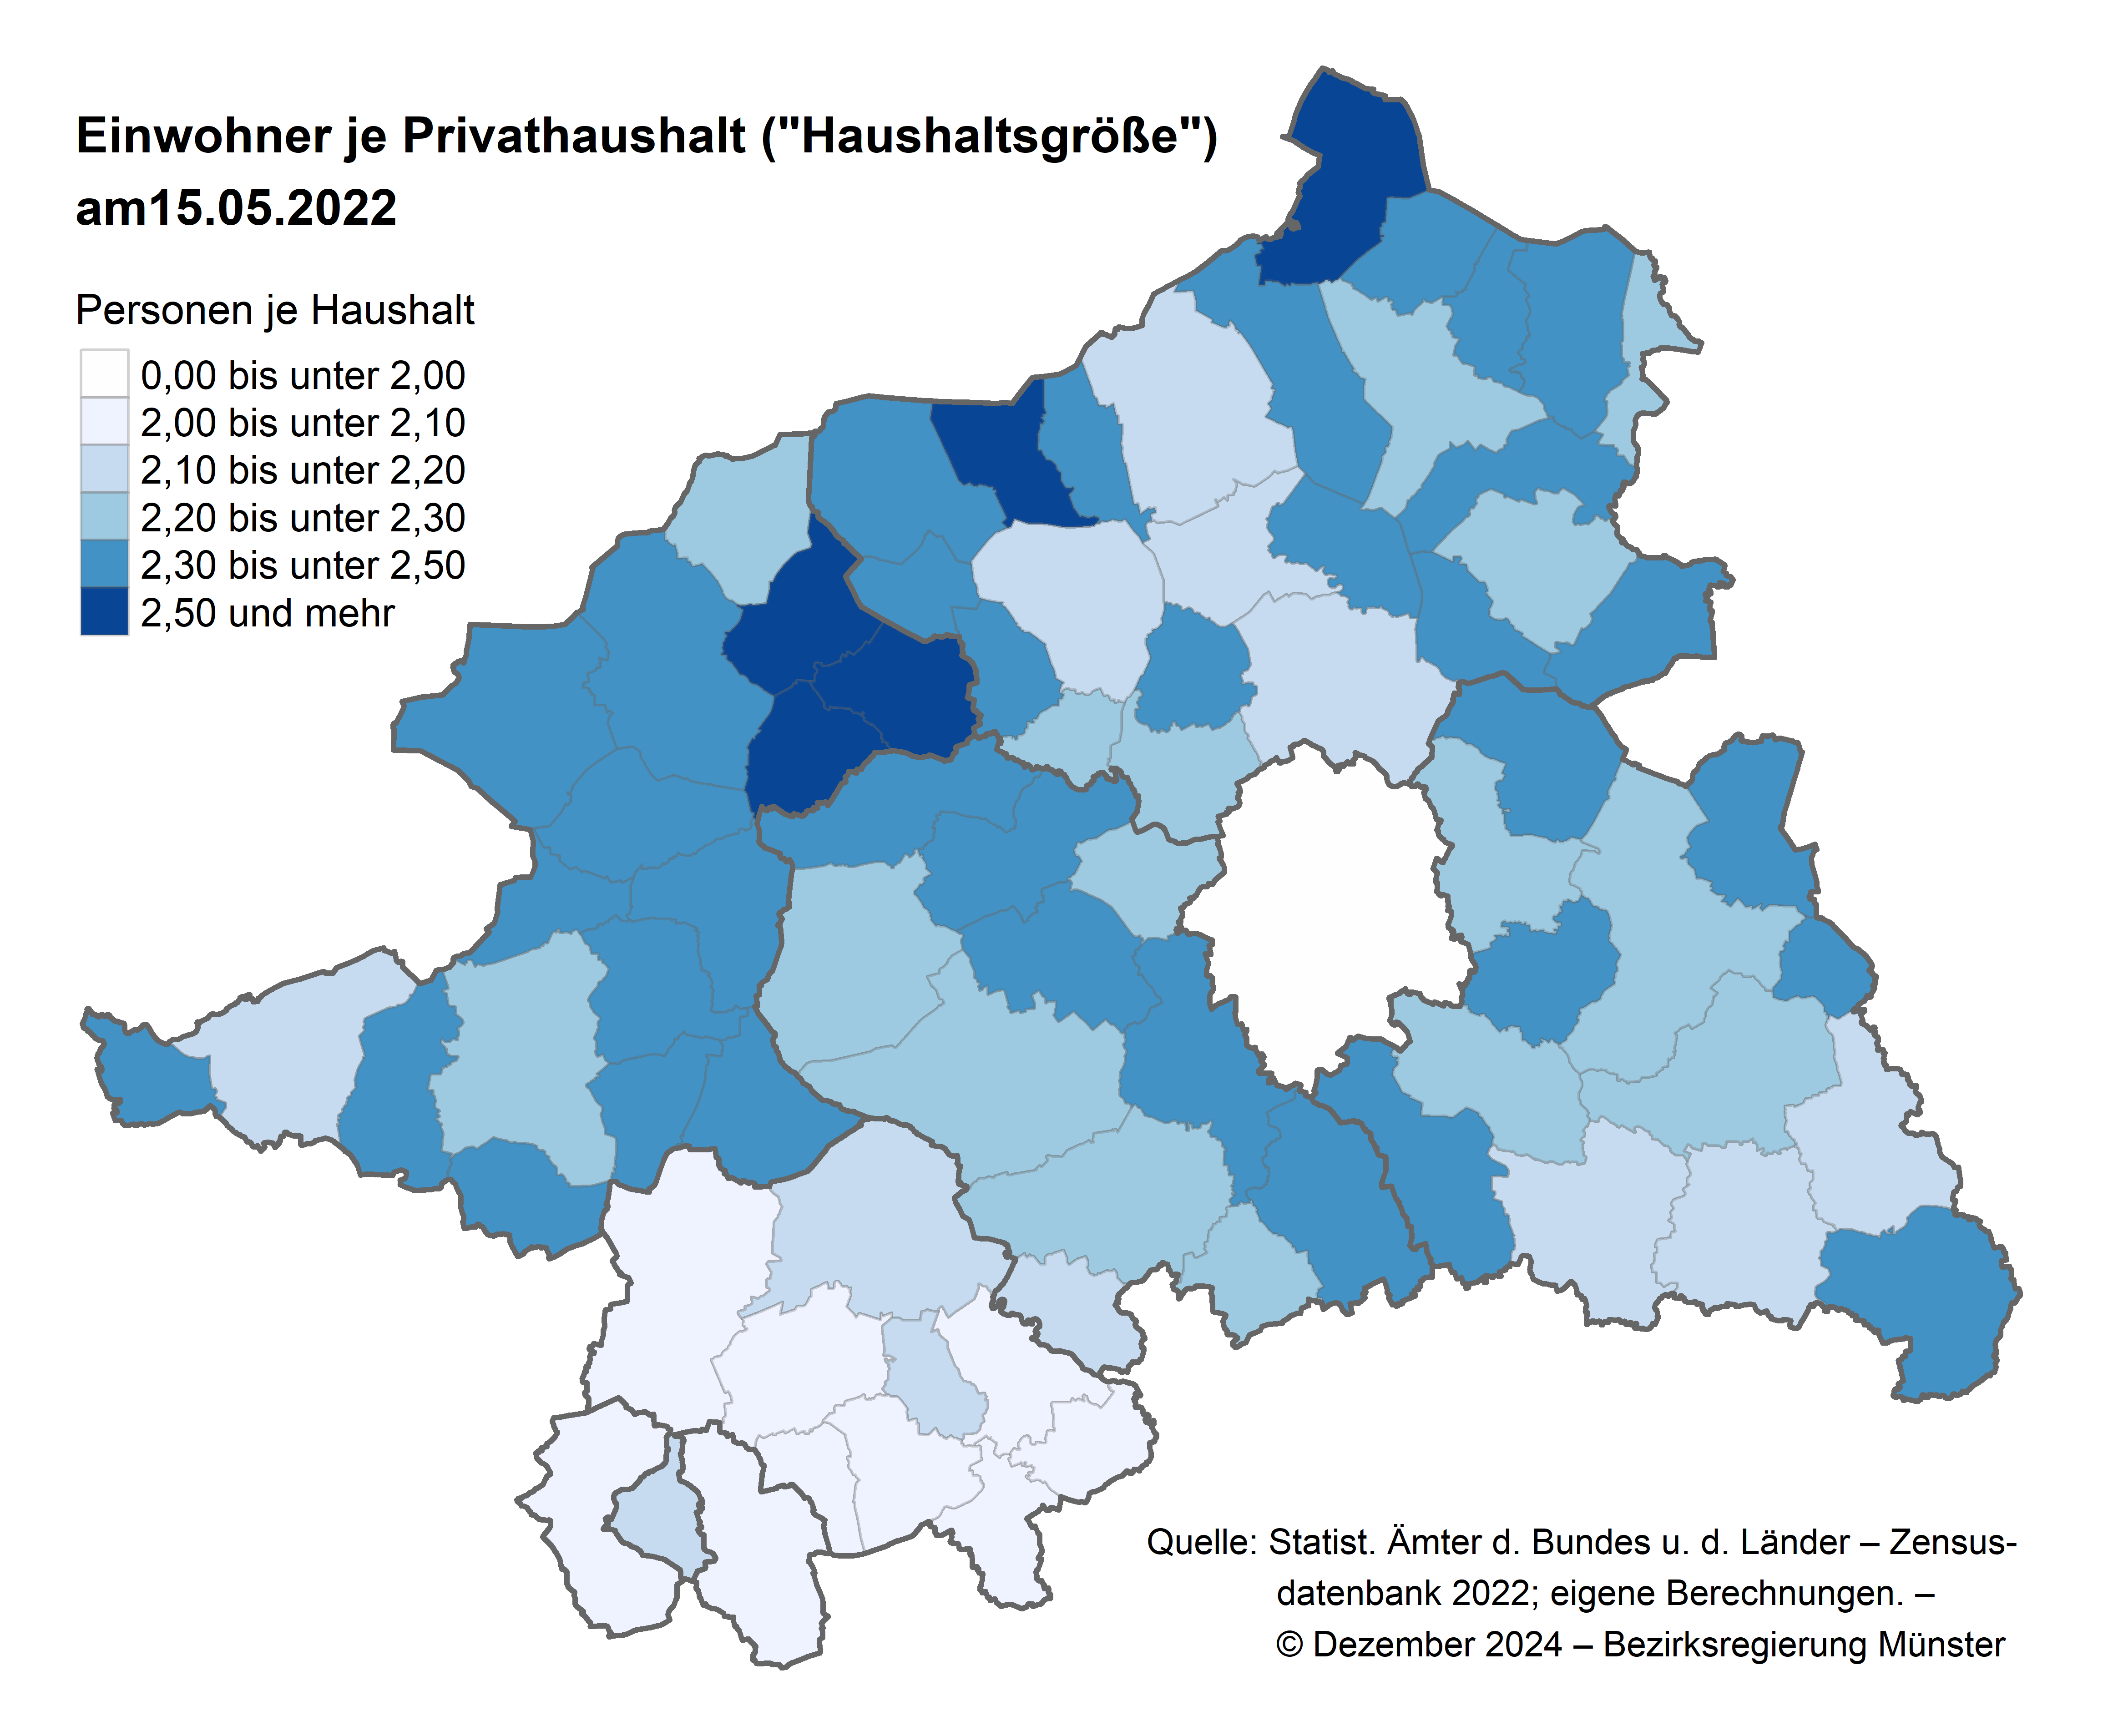 Einwohner je Privathaushalt ("Haushaltsgröße")
am15.05.2022
Personen je Haushalt
0,00 bis unter 2,00
2,00 bis unter 2,10
2,10 bis unter 2,20
2,20 bis unter 2,30
2,30 bis unter 2,50
2,50 und mehr
Quelle: Statist. Ämter d. Bundes u. d. Länder – Zensus-
datenbank 2022; eigene Berechnungen. –
© Dezember 2024 – Bezirksregierung Münster